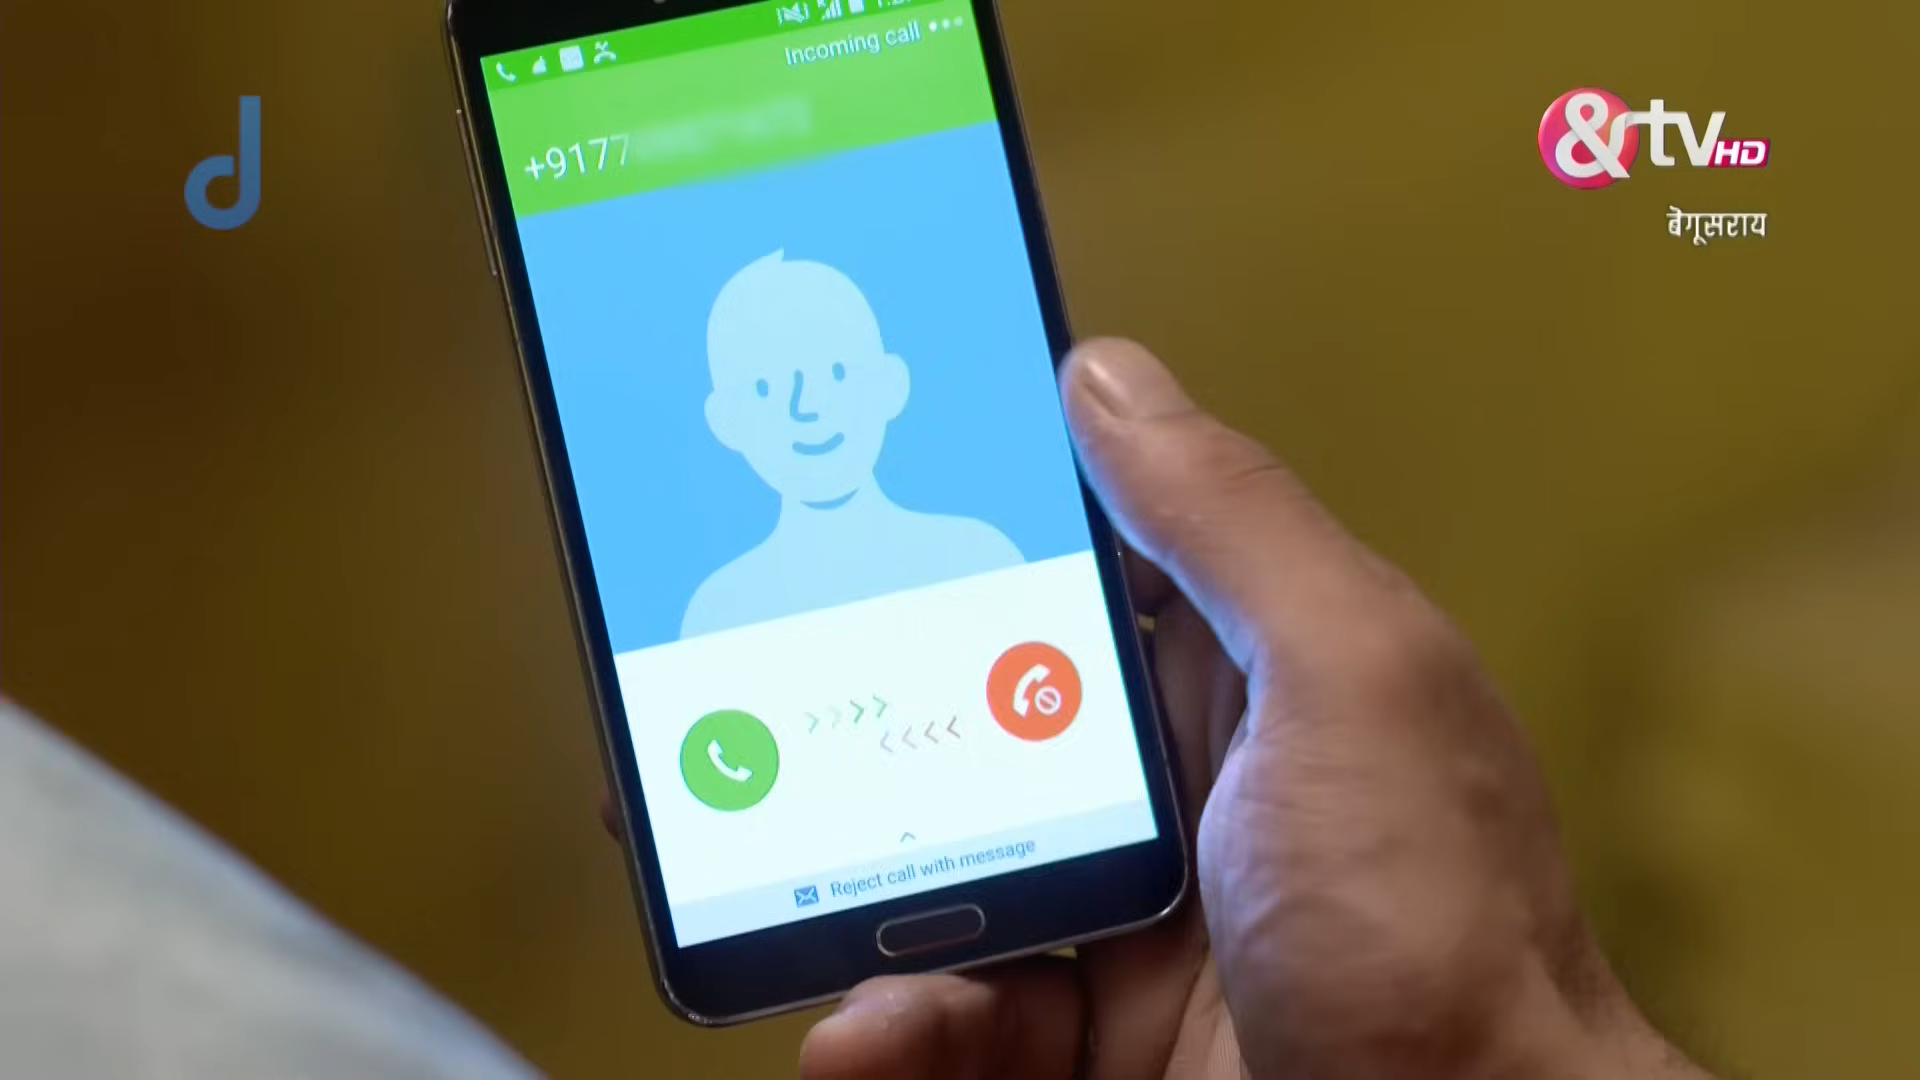 Incoming call
+9177
Reject call with message
&tv HD
बेगूसराय
d